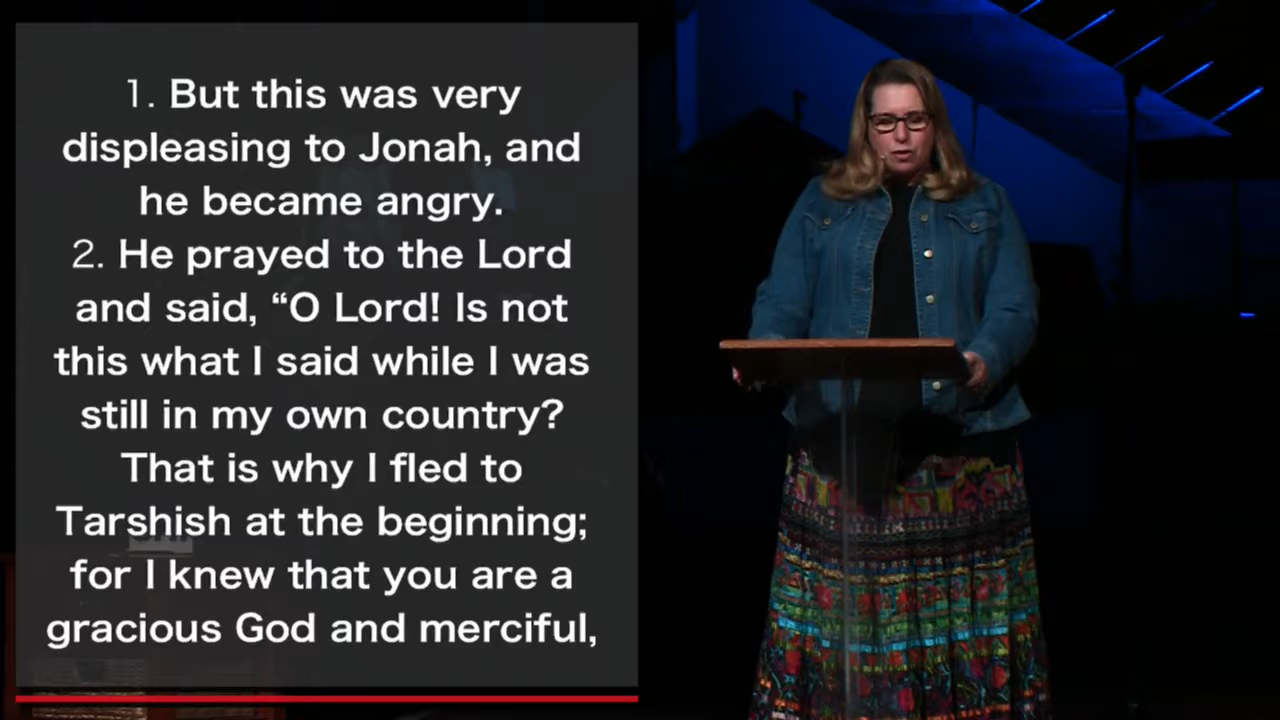 1. But this was very
displeasing to Jonah, and
he became angry.
2. He prayed to the Lord
and said, “O Lord! Is not
this what I said while I was
still in my own country?
That is why I fled to
Tarshish at the beginning;
for I knew that you are a
gracious God and merciful,